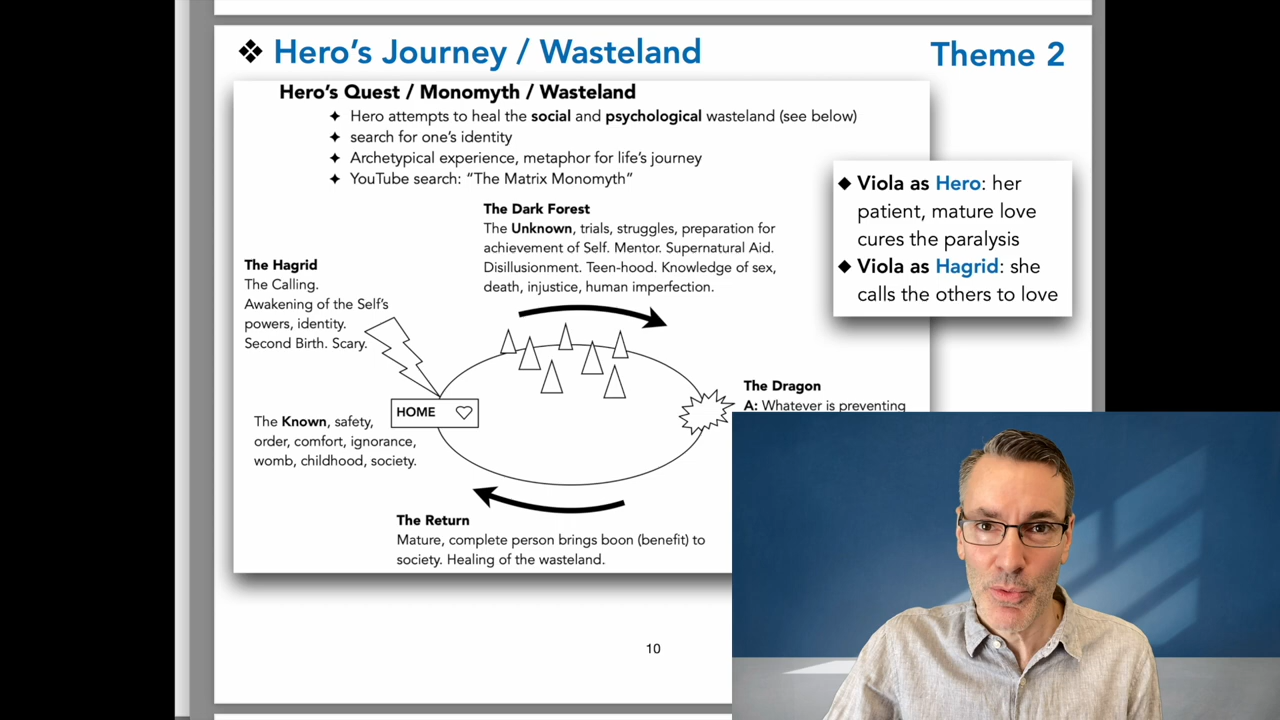 ❖ Hero's Journey / Wasteland
Theme 2
Hero's Quest / Monomyth / Wasteland
✦ Hero attempts to heal the social and psychological wasteland (see below)
✦ search for one's identity
✦ Archetypical experience, metaphor for life's journey
✦ YouTube search: "The Matrix Monomyth"
◆ Viola as Hero: her
patient, mature love
cures the paralysis
◆ Viola as Hagrid: she
calls the others to love
The Dark Forest
The Unknown, trials, struggles, preparation for
achievement of Self. Mentor. Supernatural Aid.
Disillusionment. Teen-hood. Knowledge of sex,
death, injustice, human imperfection.
The Hagrid
The Calling.
Awakening of the Self's
powers, identity.
Second Birth. Scary.
HOME
The Known, safety,
order, comfort, ignorance,
womb, childhood, society.
The Dragon
A: Whatever is preventing
The Return
Mature, complete person brings boon (benefit) to
society. Healing of the wasteland.
10